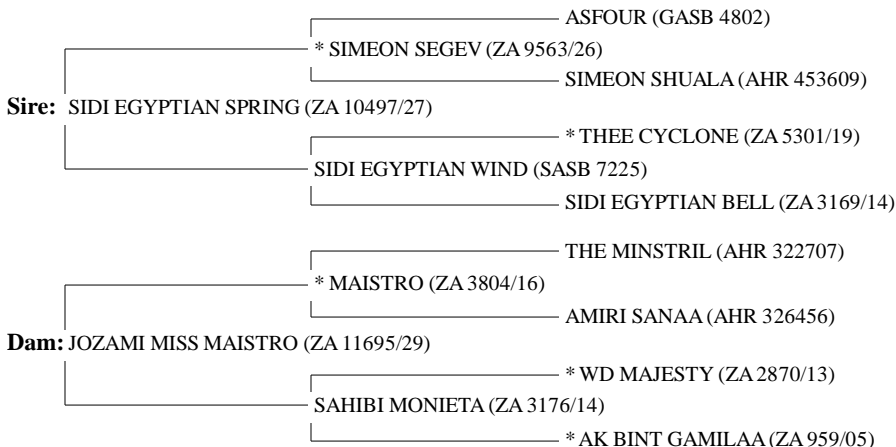 ASFOUR (GASB 4802)
* SIMEON SEGEV (ZA 9563/26)
SIMEON SHUALA (AHR 453609)
Sire: SIDI EGYPTIAN SPRING (ZA 10497/27)
* THEE CYCLONE (ZA 5301/19)
SIDI EGYPTIAN WIND (SASB 7225)
SIDI EGYPTIAN BELL (ZA 3169/14)
THE MINSTRIL (AHR 322707)
* MAISTRO (ZA 3804/16)
AMIRI SANAA (AHR 326456)
Dam: JOZAMI MISS MAISTRO (ZA 11695/29)
* WD MAJESTY (ZA 2870/13)
SAHIBI MONIETA (ZA 3176/14)
* AK BINT GAMILAA (ZA 959/05)